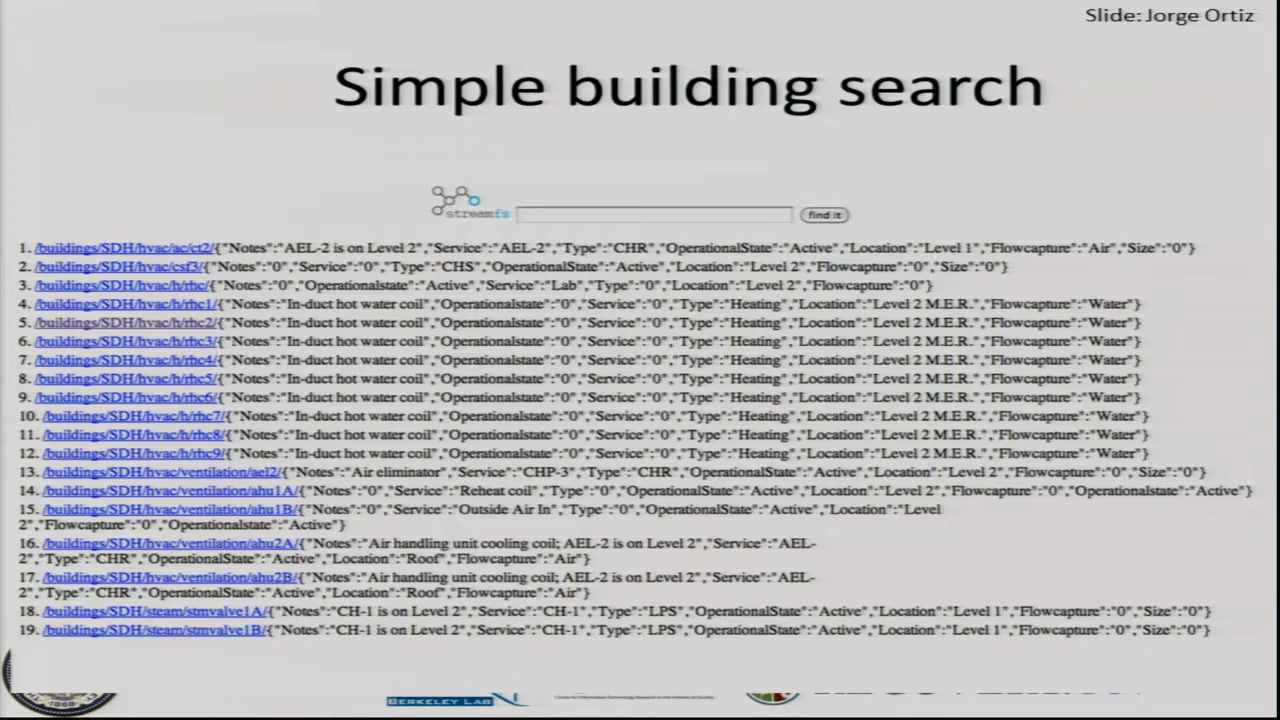 Slide: Jorge Ortiz
Simple building search
streamfs
find it
1. /buildings/SDH/hvac/ac/ct2/{"Notes":"AEL-2 is on Level 2","Service":"AEL-2","Type":"CHR","OperationalState":"Active","Location":"Level 1","Flowcapture":"Air","Size":"0"}
2. /buildings/SDH/hvac/csf3/{"Notes":"0","Service":"0","Type":"CHS","OperationalState":"Active","Location":"Level 2","Flowcapture":"0","Size":"0"}
3. /buildings/SDH/hvac/h/rhc/{"Notes":"0","Operationalstate":"Active","Service":"Lab","Type":"0","Location":"Level 2","Flowcapture":"0"}
4. /buildings/SDH/hvac/h/rhc1/{"Notes":"In-duct hot water coil","Operationalstate":"0","Service":"0","Type":"Heating","Location":"Level 2 M.E.R.","Flowcapture":"Water"}
5. /buildings/SDH/hvac/h/rhc2/{"Notes":"In-duct hot water coil","Operationalstate":"0","Service":"0","Type":"Heating","Location":"Level 2 M.E.R.","Flowcapture":"Water"}
6. /buildings/SDH/hvac/h/rhc3/{"Notes":"In-duct hot water coil","Operationalstate":"0","Service":"0","Type":"Heating","Location":"Level 2 M.E.R.","Flowcapture":"Water"}
7. /buildings/SDH/hvac/h/rhc4/{"Notes":"In-duct hot water coil","Operationalstate":"0","Service":"0","Type":"Heating","Location":"Level 2 M.E.R.","Flowcapture":"Water"}
8. /buildings/SDH/hvac/h/rhc5/{"Notes":"In-duct hot water coil","Operationalstate":"0","Service":"0","Type":"Heating","Location":"Level 2 M.E.R.","Flowcapture":"Water"}
9. /buildings/SDH/hvac/h/rhc6/{"Notes":"In-duct hot water coil","Operationalstate":"0","Service":"0","Type":"Heating","Location":"Level 2 M.E.R.","Flowcapture":"Water"}
10. /buildings/SDH/hvac/h/rhc7/{"Notes":"In-duct hot water coil","Operationalstate":"0","Service":"0","Type":"Heating","Location":"Level 2 M.E.R.","Flowcapture":"Water"}
11. /buildings/SDH/hvac/h/rhc8/{"Notes":"In-duct hot water coil","Operationalstate":"0","Service":"0","Type":"Heating","Location":"Level 2 M.E.R.","Flowcapture":"Water"}
12. /buildings/SDH/hvac/h/rhc9/{"Notes":"In-duct hot water coil","Operationalstate":"0","Service":"0","Type":"Heating","Location":"Level 2 M.E.R.","Flowcapture":"Water"}
13. /buildings/SDH/hvac/ventilation/ael2/{"Notes":"Air eliminator","Service":"CHP-3","Type":"CHR","OperationalState":"Active","Location":"Level 2","Flowcapture":"0","Size":"0"}
14. /buildings/SDH/hvac/ventilation/ahu1A/{"Notes":"0","Service":"Reheat coil","Type":"0","OperationalState":"Active","Location":"Level 2","Flowcapture":"0","Operationalstate":"Active"}
15. /buildings/SDH/hvac/ventilation/ahu1B/{"Notes":"0","Service":"Outside Air In","Type":"0","OperationalState":"Active","Location":"Level
2","Flowcapture":"0","Operationalstate":"Active"}
16. /buildings/SDH/hvac/ventilation/ahu2A/{"Notes":"Air handling unit cooling coil; AEL-2 is on Level 2","Service":"AEL-
2","Type":"CHR","OperationalState":"Active","Location":"Roof","Flowcapture":"Air"}
17. /buildings/SDH/hvac/ventilation/ahu2B/{"Notes":"Air handling unit cooling coil; AEL-2 is on Level 2","Service":"AEL-
2","Type":"CHR","OperationalState":"Active","Location":"Roof","Flowcapture":"Air"}
18. /buildings/SDH/steam/stmvalve1A/{"Notes":"CH-1 is on Level 2","Service":"CH-1","Type":"LPS","OperationalState":"Active","Location":"Level 1","Flowcapture":"0","Size":"0"}
19. /buildings/SDH/steam/stmvalve1B/{"Notes":"CH-1 is on Level 2","Service":"CH-1","Type":"LPS","OperationalState":"Active","Location":"Level 1","Flowcapture":"0","Size":"0"}
1868
BERKELEY LAB